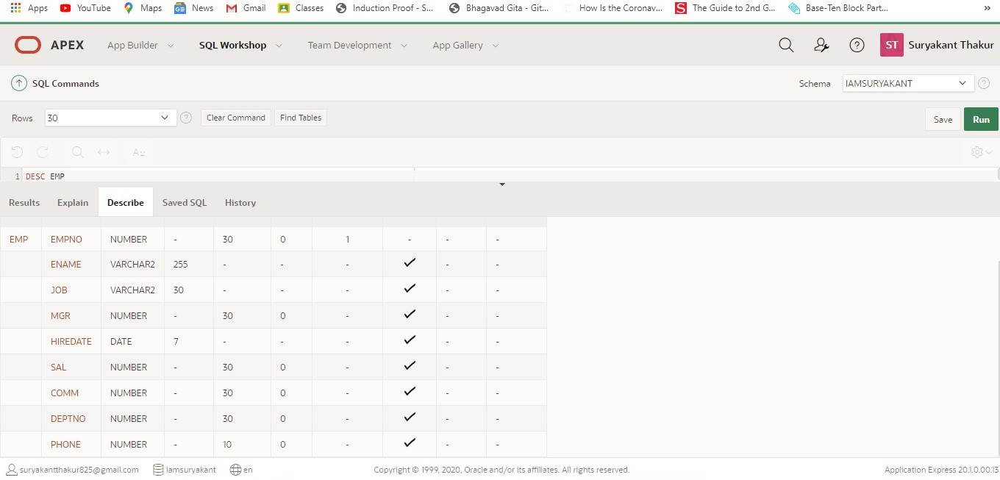 Apps YouTube Maps News Gmail Classes Induction Proof - S... Bhagavad Gita - Git... How Is the Coronav... The Guide to 2nd G... Base-Ten Block Part... »
APEX App Builder SQL Workshop Team Development App Gallery ST Suryakant Thakur
SQL Commands Schema IAMSURYAKANT
Rows 30 Clear Command Find Tables Save Run
1 DESC EMP
Results Explain Describe Saved SQL History
EMP EMPNO NUMBER - 30 0 1 - - -
ENAME VARCHAR2 255 - - - ✓ - -
JOB VARCHAR2 30 - - - ✓ - -
MGR NUMBER - 30 0 - ✓ - -
HIREDATE DATE 7 - - - ✓ - -
SAL NUMBER - 30 0 - ✓ - -
COMM NUMBER - 30 0 - ✓ - -
DEPTNO NUMBER - 30 0 - ✓ - -
PHONE NUMBER - 10 0 - ✓ - -
suryakantthakur825@gmail.com iamsuryakant en Copyright © 1999, 2020, Oracle and/or its affiliates. All rights reserved. Application Express 20.1.0.00.13